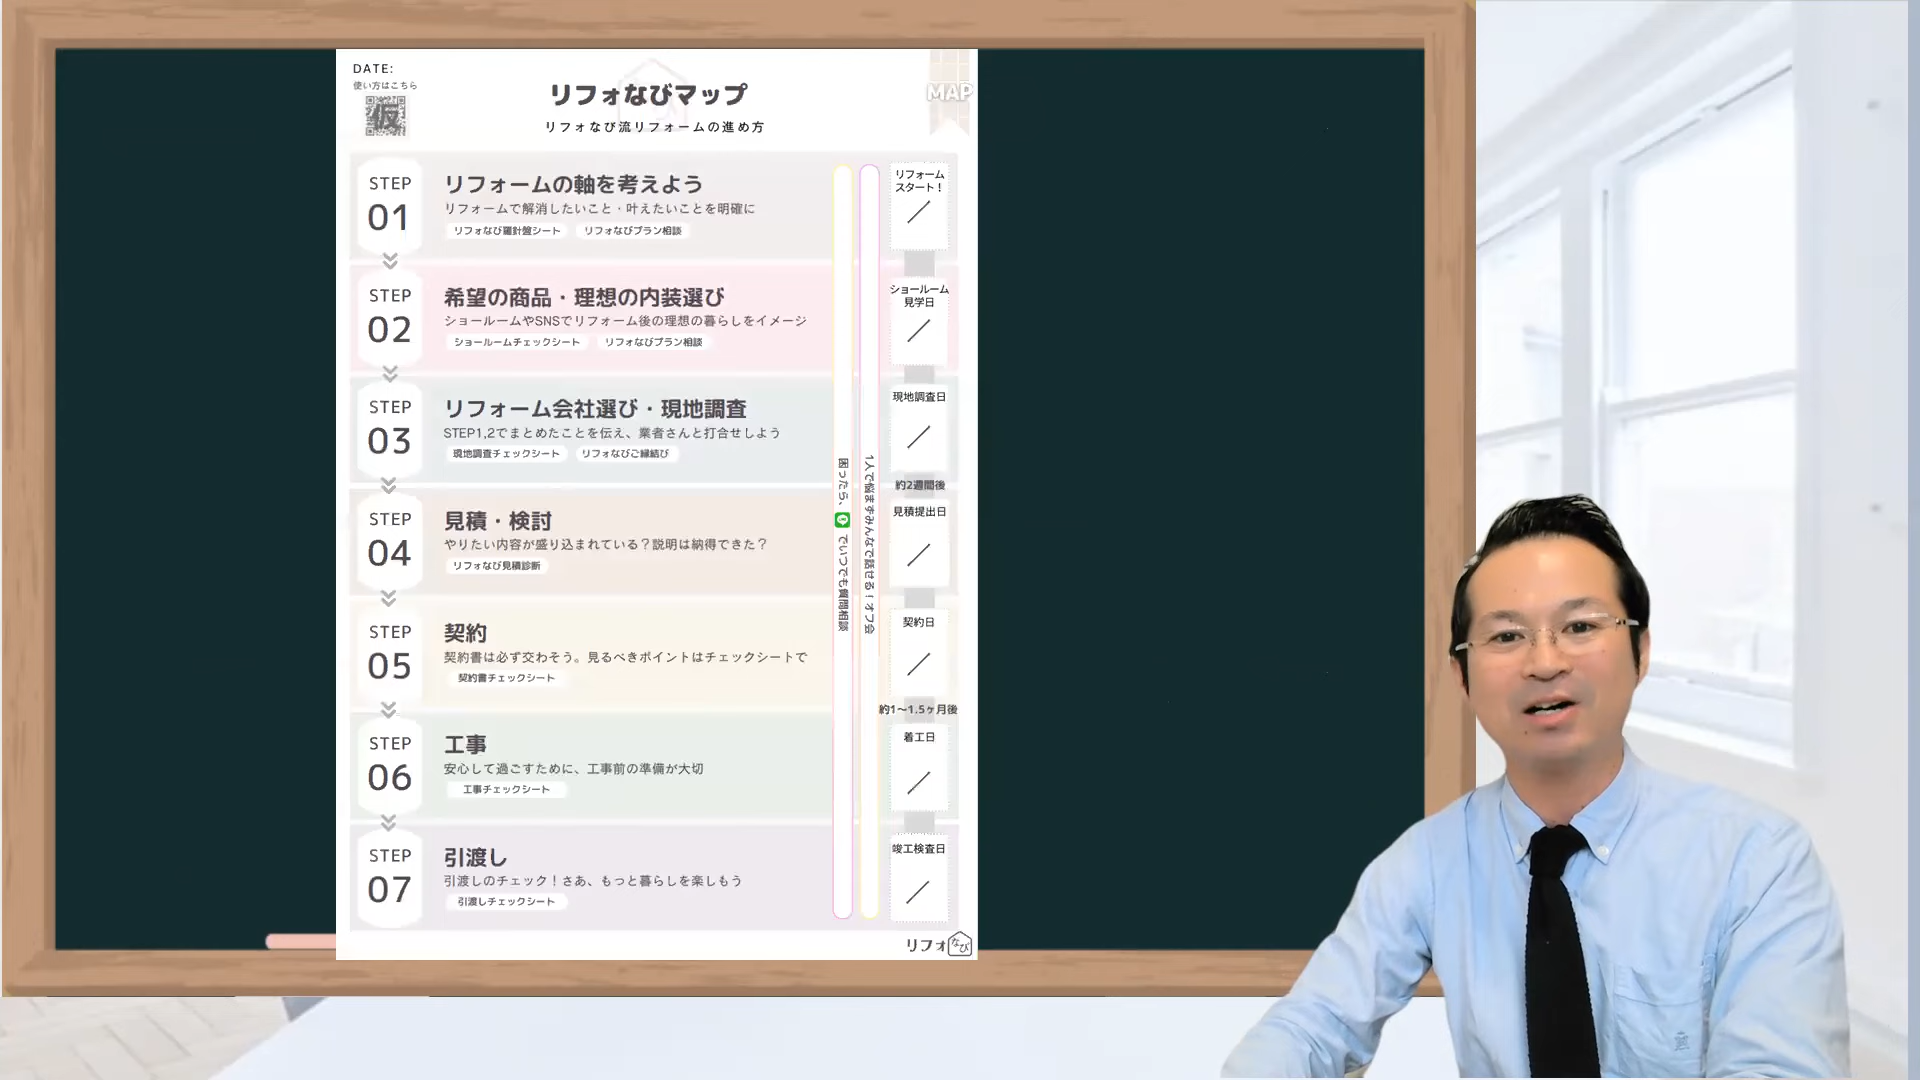 DATE:
使い方はこちら
仮
リフォなびマップ
リフォなび流リフォームの進め方
MAP
STEP
01
リフォームの軸を考えよう
リフォームで解消したいこと・叶えたいことを明確に
リフォなび羅針盤シート リフォなびプラン相談
リフォーム
スタート！
／
STEP
02
希望の商品・理想の内装選び
ショールームやSNSでリフォーム後の理想の暮らしをイメージ
ショールームチェックシート リフォなびプラン相談
ショールーム
見学日
／
STEP
03
リフォーム会社選び・現地調査
STEP1,2でまとめたことを伝え、業者さんと打合せしよう
現地調査チェックシート リフォなびご縁結び
現地調査日
／
約2週間後
STEP
04
見積・検討
やりたい内容が盛り込まれている？説明は納得できた？
リフォなび見積診断
見積提出日
／
STEP
05
契約
契約書は必ず交わそう。見るべきポイントはチェックシートで
契約書チェックシート
契約日
／
約1〜1.5ヶ月後
STEP
06
工事
安心して過ごすために、工事前の準備が大切
工事チェックシート
着工日
／
STEP
07
引渡し
引渡しのチェック！さあ、もっと暮らしを楽しもう
引渡しチェックシート
竣工検査日
／
困ったら、 でいつでも質問相談
1人で悩まずみんなで話せる！オフ会
リフォなび